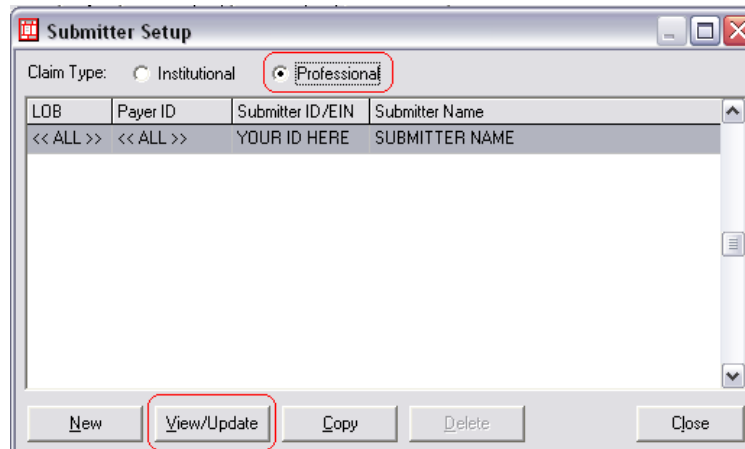 Submitter Setup
Claim Type: Institutional Professional
LOB Payer ID Submitter ID/EIN Submitter Name
<< ALL >> << ALL >> YOUR ID HERE SUBMITTER NAME
New View/Update Copy Delete Close